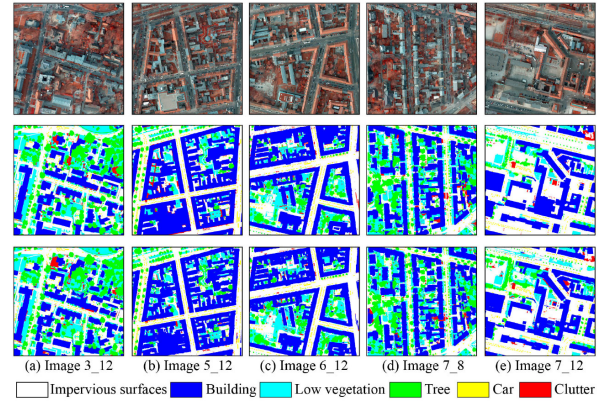 (a) Image 3_12 (b) Image 5_12 (c) Image 6_12 (d) Image 7_8 (e) Image 7_12
Impervious surfaces Building Low vegetation Tree Car Clutter